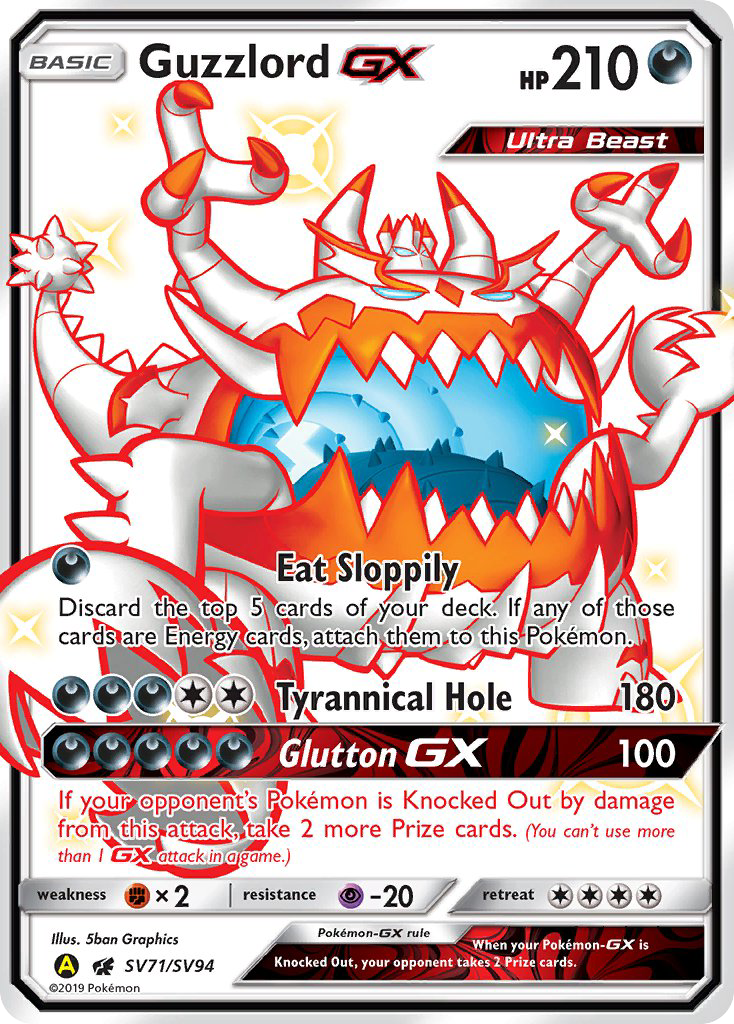 BASIC Guzzlord GX HP210
Ultra Beast
Eat Sloppily
Discard the top 5 cards of your deck. If any of those
cards are Energy cards, attach them to this Pokémon.
Tyrannical Hole 180
Glutton GX 100
If your opponent's Pokémon is Knocked Out by damage
from this attack, take 2 more Prize cards. (You can't use more
than 1 GX attack in a game.)
weakness ×2 resistance -20 retreat
Illus. 5ban Graphics
A SV71/SV94
©2019 Pokémon
Pokémon-GX rule
When your Pokémon-GX is
Knocked Out, your opponent takes 2 Prize cards.